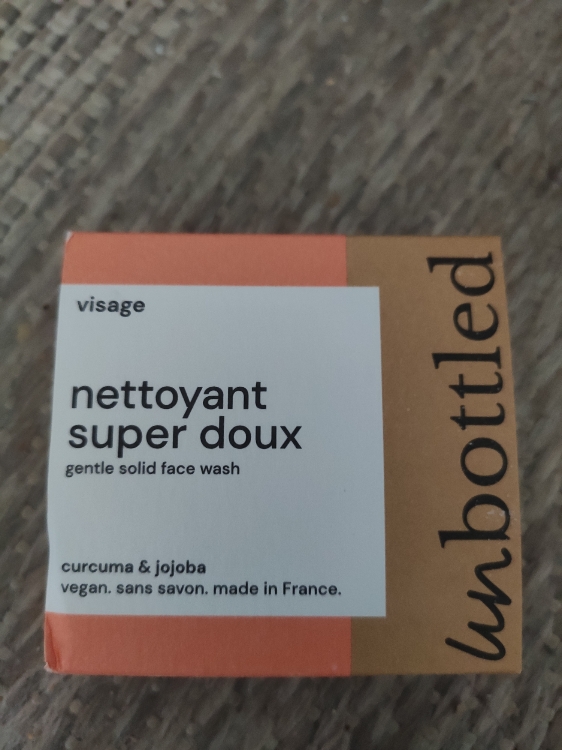 visage
nettoyant
super doux
gentle solid face wash
curcuma & jojoba
vegan. sans savon. made in France.
unbottled